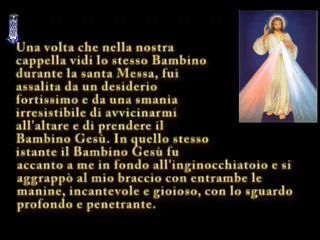 Una volta che nella nostra
cappella vidi lo stesso Bambino
durante la santa Messa, fui
assalita da un desiderio
fortissimo e da una smania
irresistibile di avvicinarmi
all'altare e di prendere il
Bambino Gesù. In quello stesso
istante il Bambino Gesù fu
accanto a me in fondo all'inginocchiatoio e si
aggrappò al mio braccio con entrambe le
manine, incantevole e gioioso, con lo sguardo
profondo e penetrante.